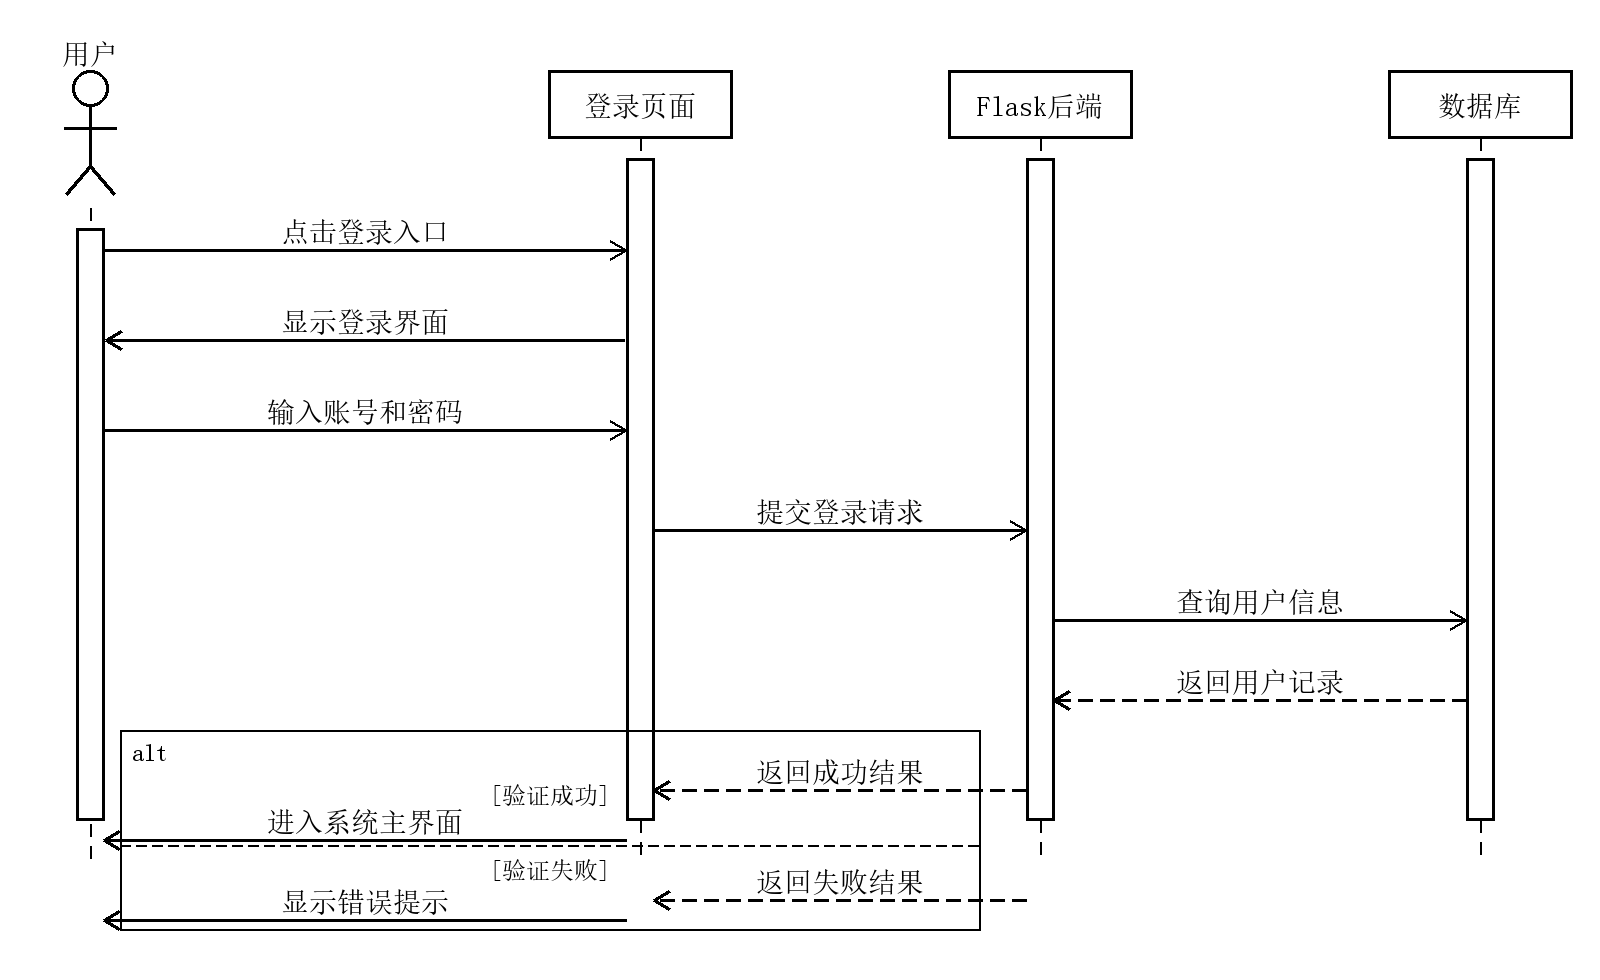 用户
登录页面
Flask后端
数据库
点击登录入口
显示登录界面
输入账号和密码
提交登录请求
查询用户信息
返回用户记录
alt
返回成功结果
[验证成功]
进入系统主界面
[验证失败]
返回失败结果
显示错误提示